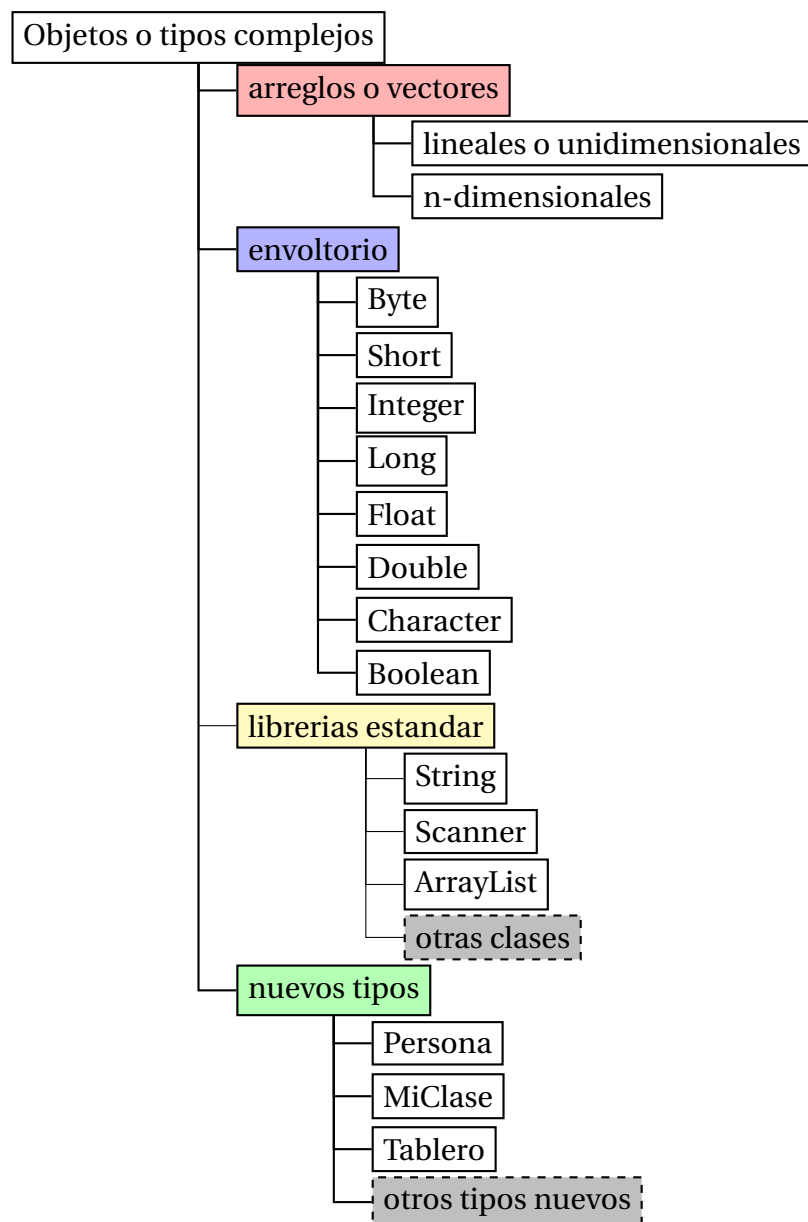 Objetos o tipos complejos
arreglos o vectores
lineales o unidimensionales
n-dimensionales
envoltorio
Byte
Short
Integer
Long
Float
Double
Character
Boolean
librerias estandar
String
Scanner
ArrayList
otras clases
nuevos tipos
Persona
MiClase
Tablero
otros tipos nuevos